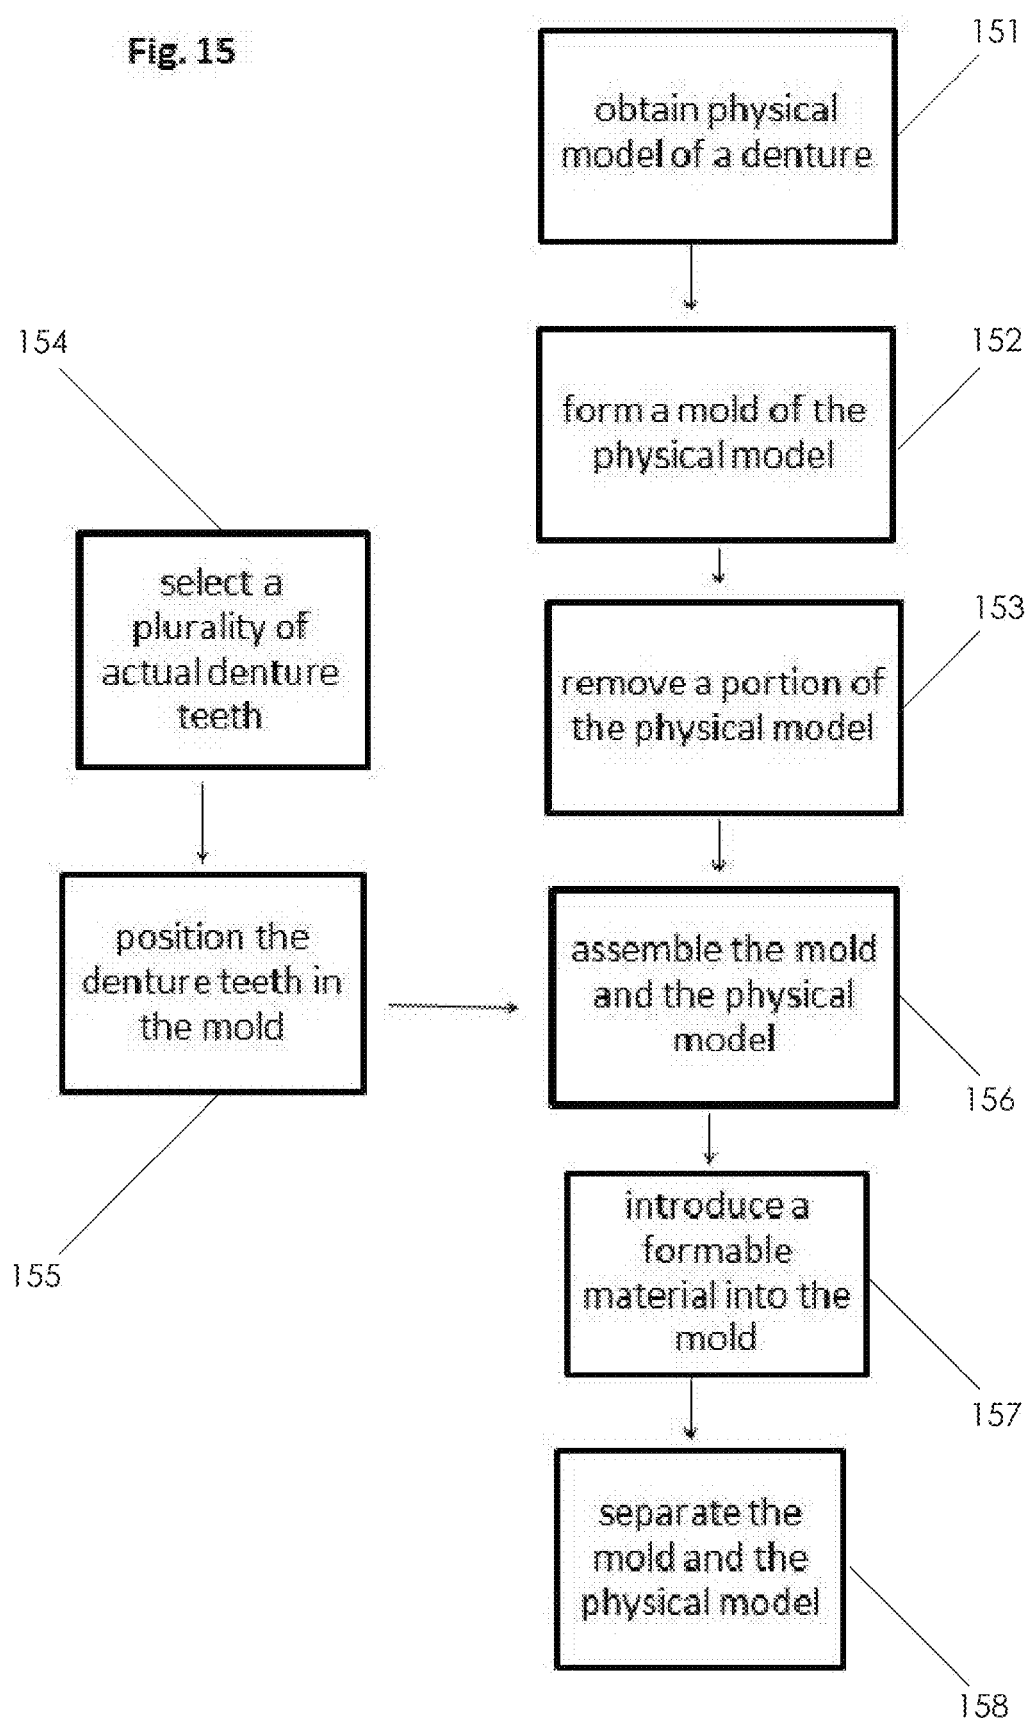 Fig. 15
151
obtain physical
model of a denture
152
form a mold of the
physical model
153
remove a portion of
the physical model
154
select a
plurality of
actual denture
teeth
155
position the
denture teeth in
the mold
156
assemble the mold
and the physical
model
157
introduce a
formable
material into the
mold
158
separate the
mold and the
physical model